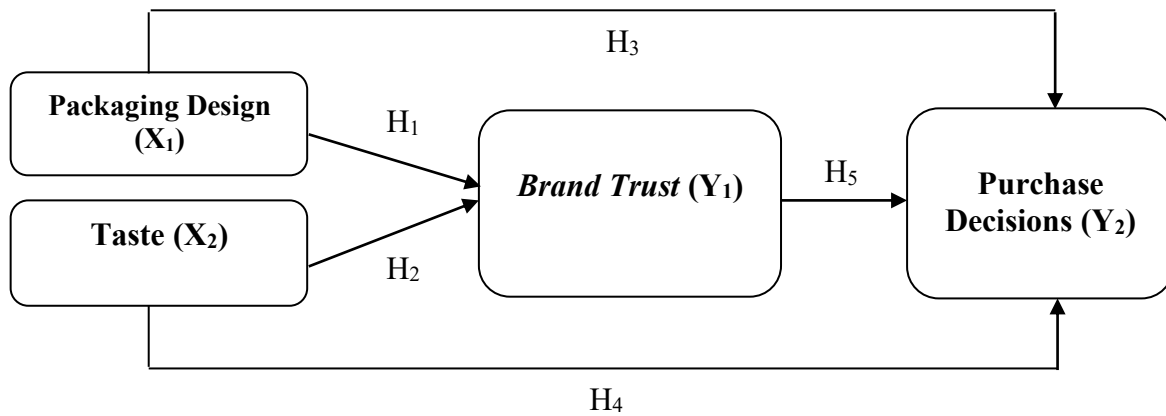 H₃
Packaging Design
(X₁)
H₁
Brand Trust (Y₁)
H₅
Purchase
Decisions (Y₂)
Taste (X₂)
H₂
H₄